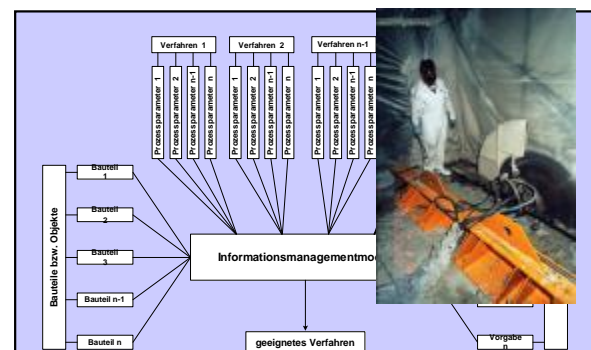 Verfahren 1
Verfahren 2
Verfahren n-1
Prozessparameter 1
Prozessparameter 2
Prozessparameter n-1
Prozessparameter n
Prozessparameter 1
Prozessparameter 2
Prozessparameter n-1
Prozessparameter n
Prozessparameter 1
Prozessparameter 2
Prozessparameter n-1
Prozessparameter n
Bauteile bzw. Objekte
Bauteil
1
Bauteil
2
Bauteil
3
Bauteil n-1
Bauteil n
Informationsmanagementmo
geeignetes Verfahren
Vorgabe
n